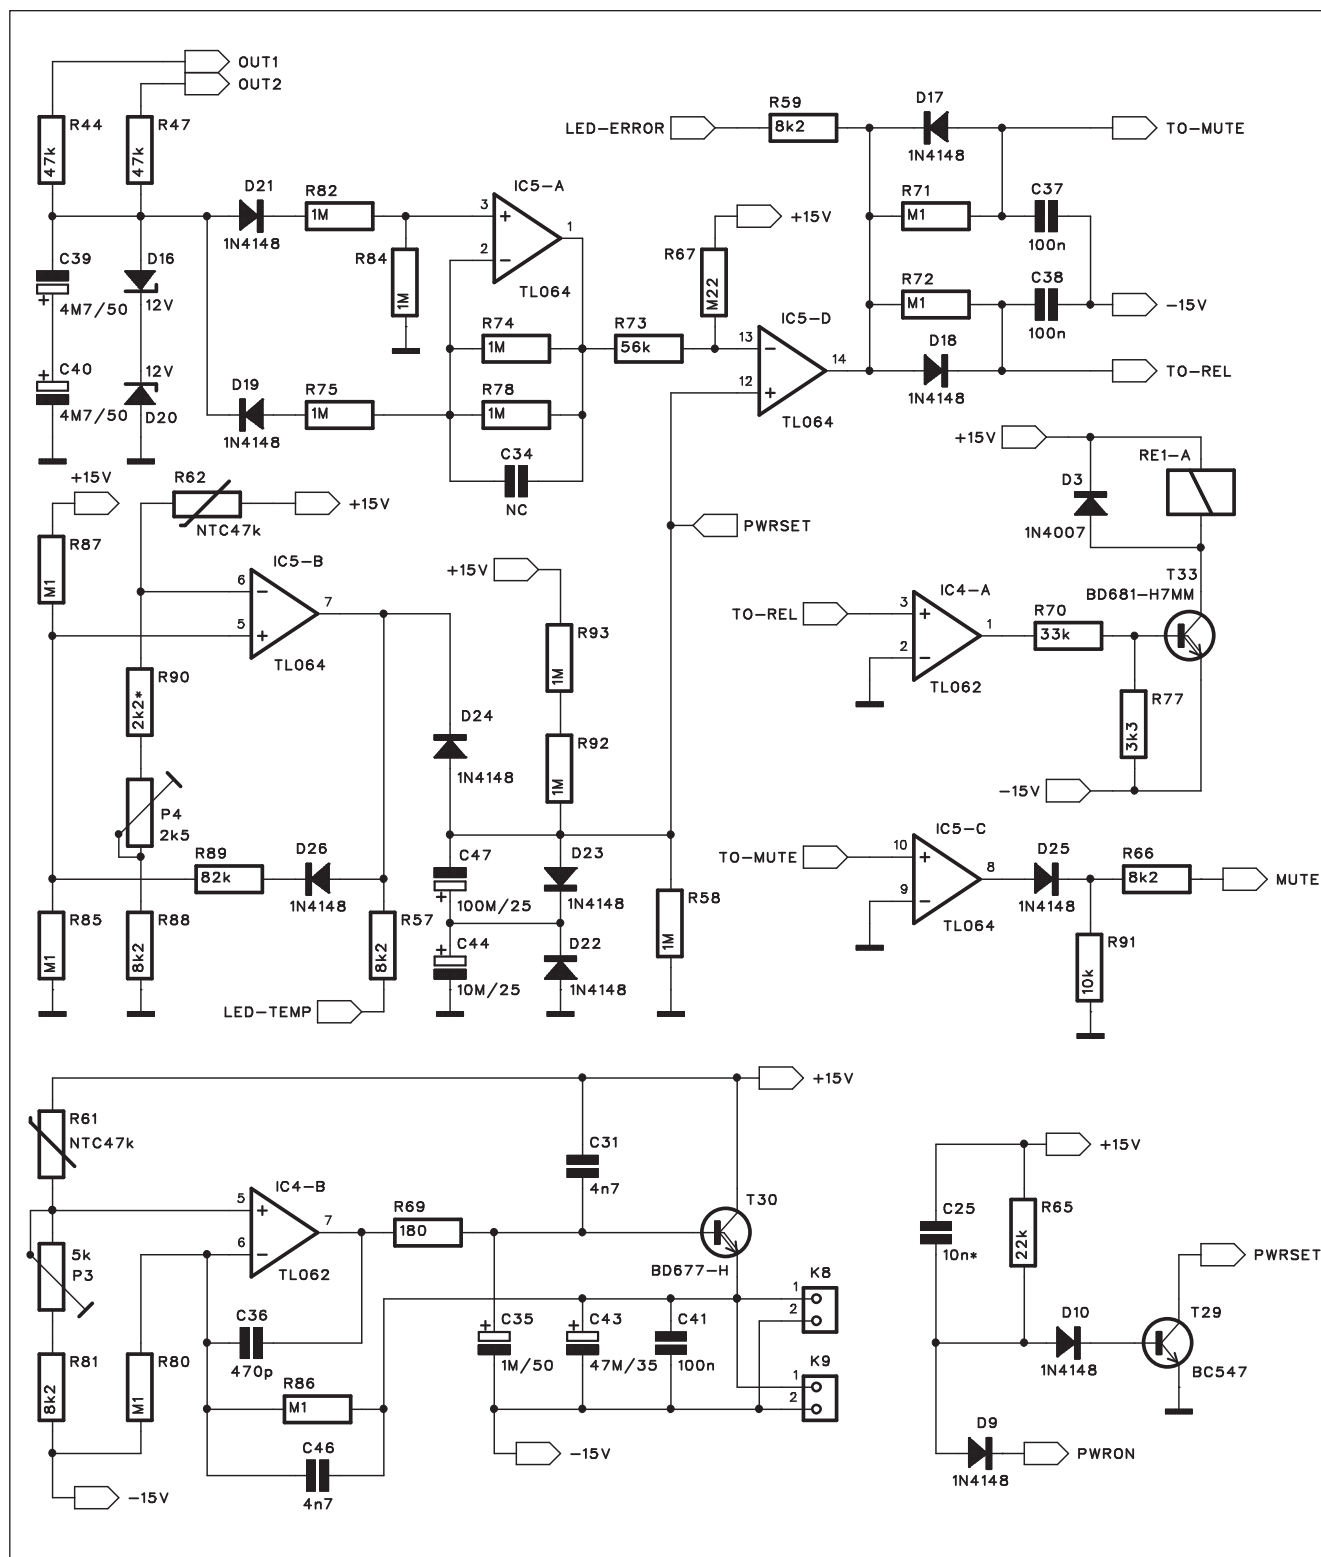 OUT1
OUT2
R44
47k
R47
47k
R59
8k2
LED-ERROR
D17
1N4148
TO-MUTE
D21
1N4148
R82
1M
IC5-A
3
+
2
−
1
TL064
R84
1M
R67
M22
+15V
R71
M1
C37
100n
C39
+
4M7/50
D16
12V
R72
M1
C38
100n
-15V
R74
1M
R73
56k
IC5-D
13
−
12
+
14
TL064
D18
1N4148
TO-REL
C40
+
4M7/50
12V
D20
D19
1N4148
R75
1M
R78
1M
C34
NC
+15V
R62
NTC47k
+15V
R87
M1
IC5-B
6
−
5
+
7
TL064
PWRSET
+15V
RE1-A
D3
1N4007
+15V
R93
1M
TO-REL
IC4-A
3
+
2
−
1
TL062
R70
33k
T33
BD681-H7MM
R77
3k3
-15V
R90
2k2*
D24
1N4148
R92
1M
P4
2k5
R89
82k
D26
1N4148
C47
+
100M/25
D23
1N4148
R58
1M
TO-MUTE
IC5-C
10
+
9
−
8
TL064
D25
1N4148
R66
8k2
MUTE
R91
10k
R85
M1
R88
8k2
R57
8k2
C44
+
10M/25
D22
1N4148
LED-TEMP
+15V
R61
NTC47k
C31
4n7
IC4-B
5
+
6
−
7
TL062
R69
180
T30
BD677-H
5k
P3
C36
470p
R81
8k2
R80
M1
R86
M1
C46
4n7
C35
+
1M/50
C43
+
47M/35
C41
100n
K8
1
2
K9
1
2
-15V
-15V
+15V
C25
10n*
R65
22k
PWRSET
D10
1N4148
T29
BC547
D9
1N4148
PWRON